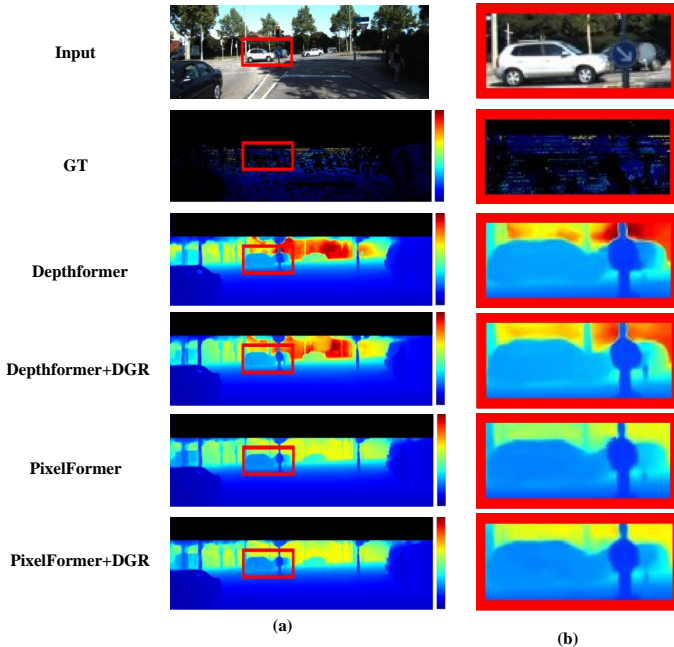 Input
GT
Depthformer
Depthformer+DGR
PixelFormer
PixelFormer+DGR
(a)
(b)